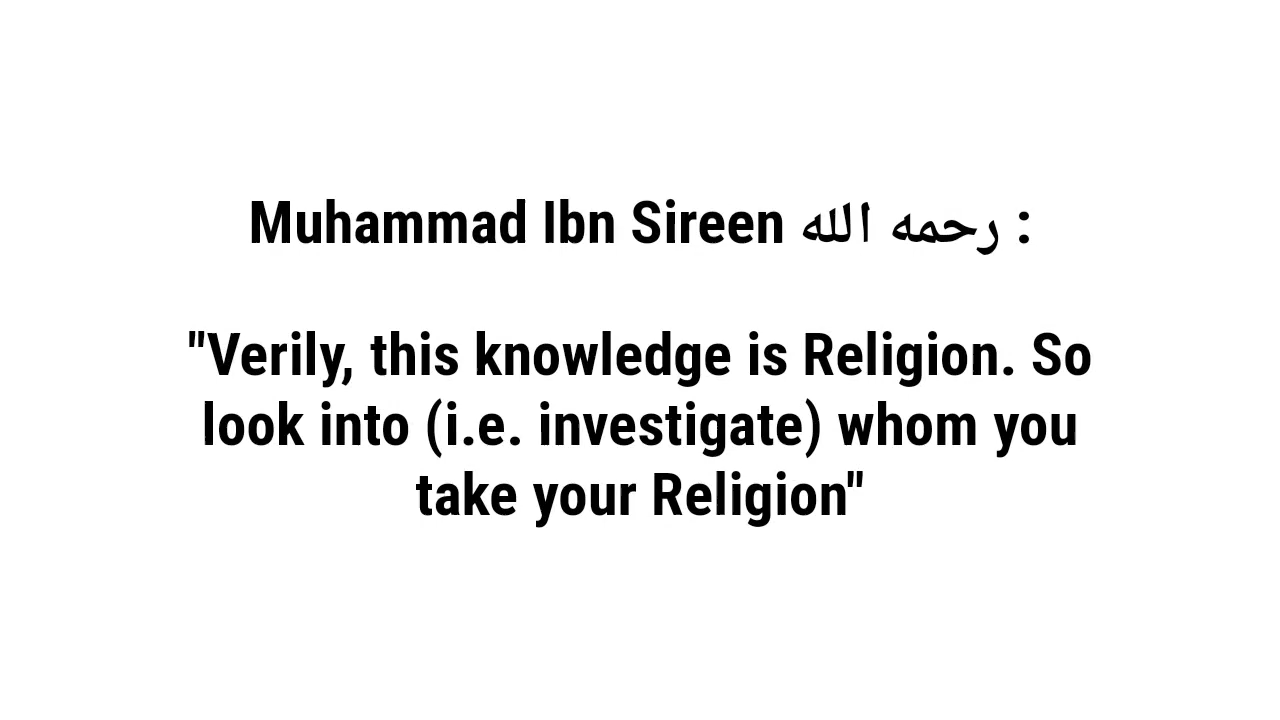 Muhammad Ibn Sireen رحمه الله :
"Verily, this knowledge is Religion. So
look into (i.e. investigate) whom you
take your Religion"